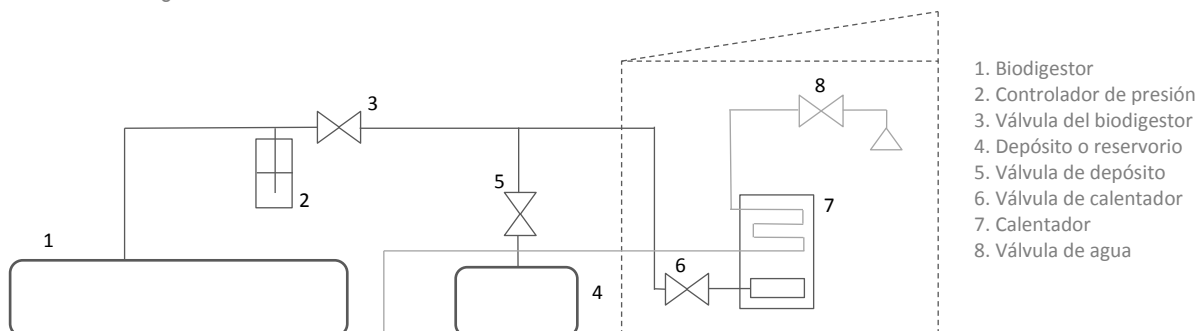 8
3
5
2
7
1
6
4
1. Biodigestor
2. Controlador de presión
3. Válvula del biodigestor
4. Depósito o reservorio
5. Válvula de depósito
6. Válvula de calentador
7. Calentador
8. Válvula de agua